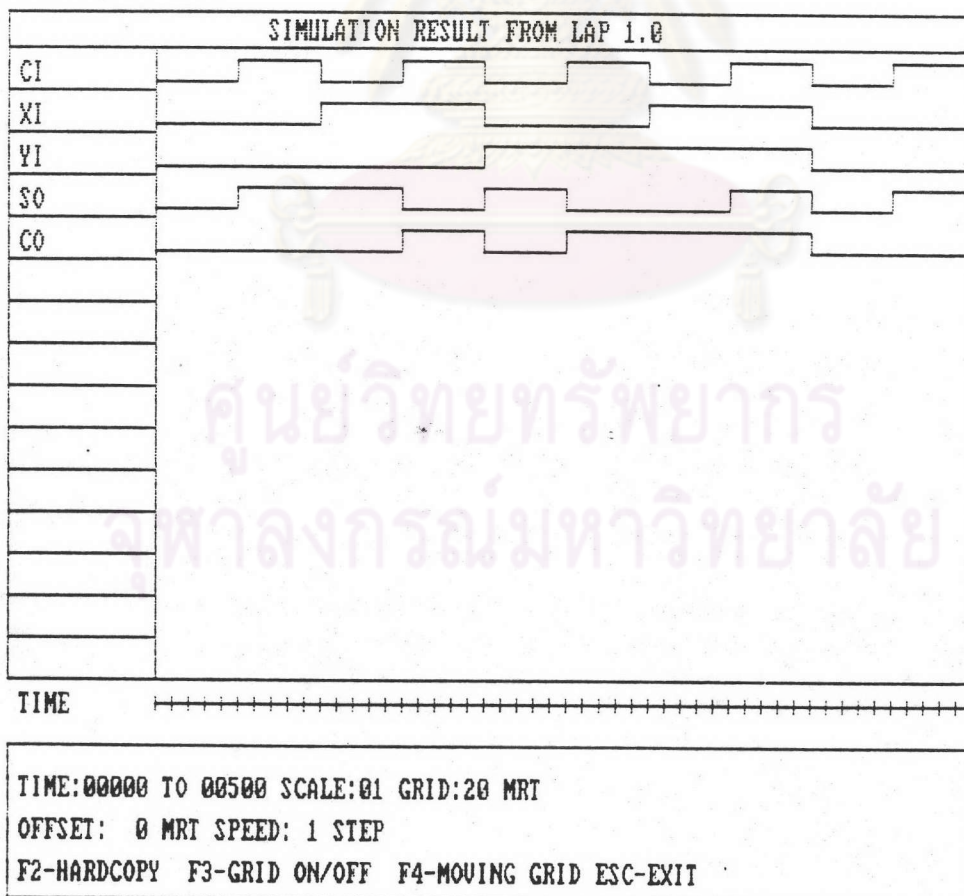 SIMULATION RESULT FROM LAP 1.0
CI
XI
YI
SO
CO
ศูนย์วิทยทรัพยากร
จุฬาลงกรณ์มหาวิทยาลัย
TIME
TIME:00000 TO 00500 SCALE:01 GRID:20 MRT
OFFSET: 0 MRT SPEED: 1 STEP
F2-HARDCOPY F3-GRID ON/OFF F4-MOVING GRID ESC-EXIT